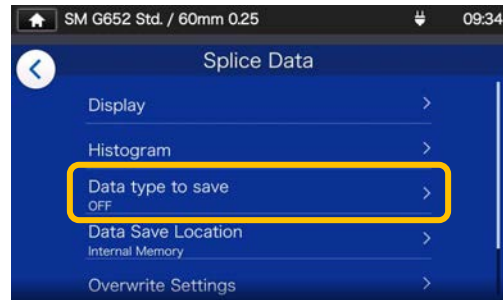 SM G652 Std. / 60mm 0.25 09:34
Splice Data
Display
Histogram
Data type to save
OFF
Data Save Location
Internal Memory
Overwrite Settings